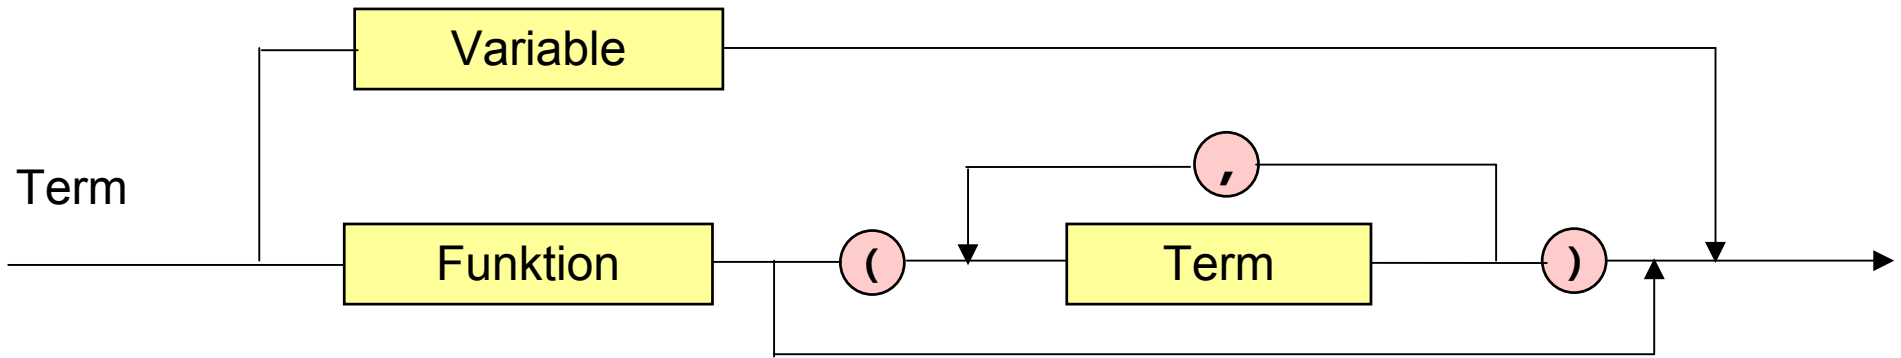 Variable
,
Term
Funktion ( Term )